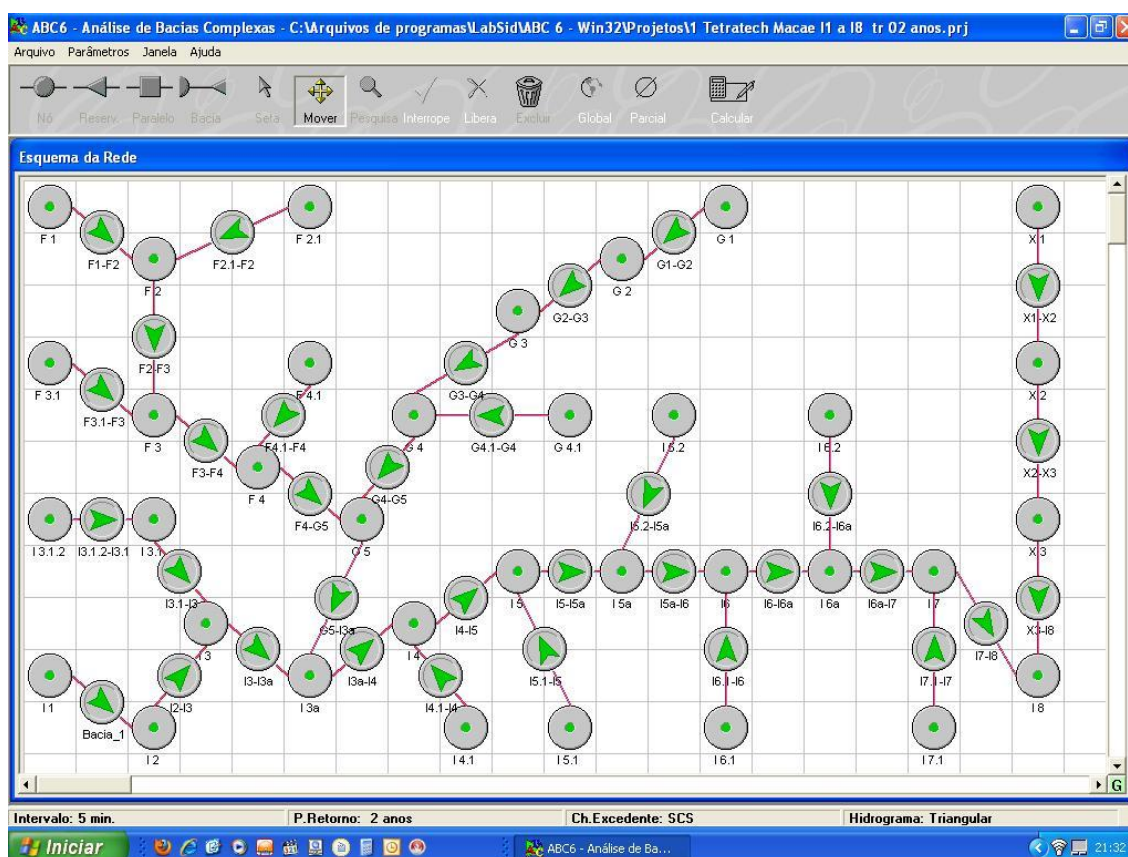 ABC6 - Análise de Bacias Complexas - C:\Arquivos de programas\LabSid\ABC 6 - Win32\Projetos\1 Tetratech Macae I1 a I8 tr 02 anos.prj
Arquivo Parâmetros Janela Ajuda
Nó Reserv. Paralelo Bacia Seta Mover Pesquisa Interrope Libera Excluir Global Parcial Calcular
Esquema da Rede
F 1 F 2.1 G 1 X 1
F1-F2 F2.1-F2 G1-G2
F 2 G 2
G2-G3 X1-X2
G 3
F2-F3
F 3.1 G3-G4 F 4.1 X 2
F3.1-F3
F 3 F3-F4 F4.1-F4 G 4 G4.1-G4 G 4.1 I 5.2 I 6.2
X2-X3
F 4 G4-G5
F4-G5 I5.2-I5a I6.2-I6a
I 3.1.2 I3.1.2-I3.1 I 3.1 G 5 X 3
I3.1-I3 I 5 I5-I5a I 5a I5a-I6 I6 I6-I6a I 6a I6a-I7 I 7
G5-I3a I4-I5 X3-I8
I 3 I 4
I3-I3a I3a-I4 I7-I8
I5.1-I5 I6.1-I6 I7.1-I7
I 1 I2-I3 I 3a I4.1-I4 I 8
Bacia_1
I 2 I 4.1 I 5.1 I 6.1 I 7.1
G
Intervalo: 5 min. P.Retorno: 2 anos Ch.Excedente: SCS Hidrograma: Triangular
Iniciar ABC6 - Análise de Ba... 21:32